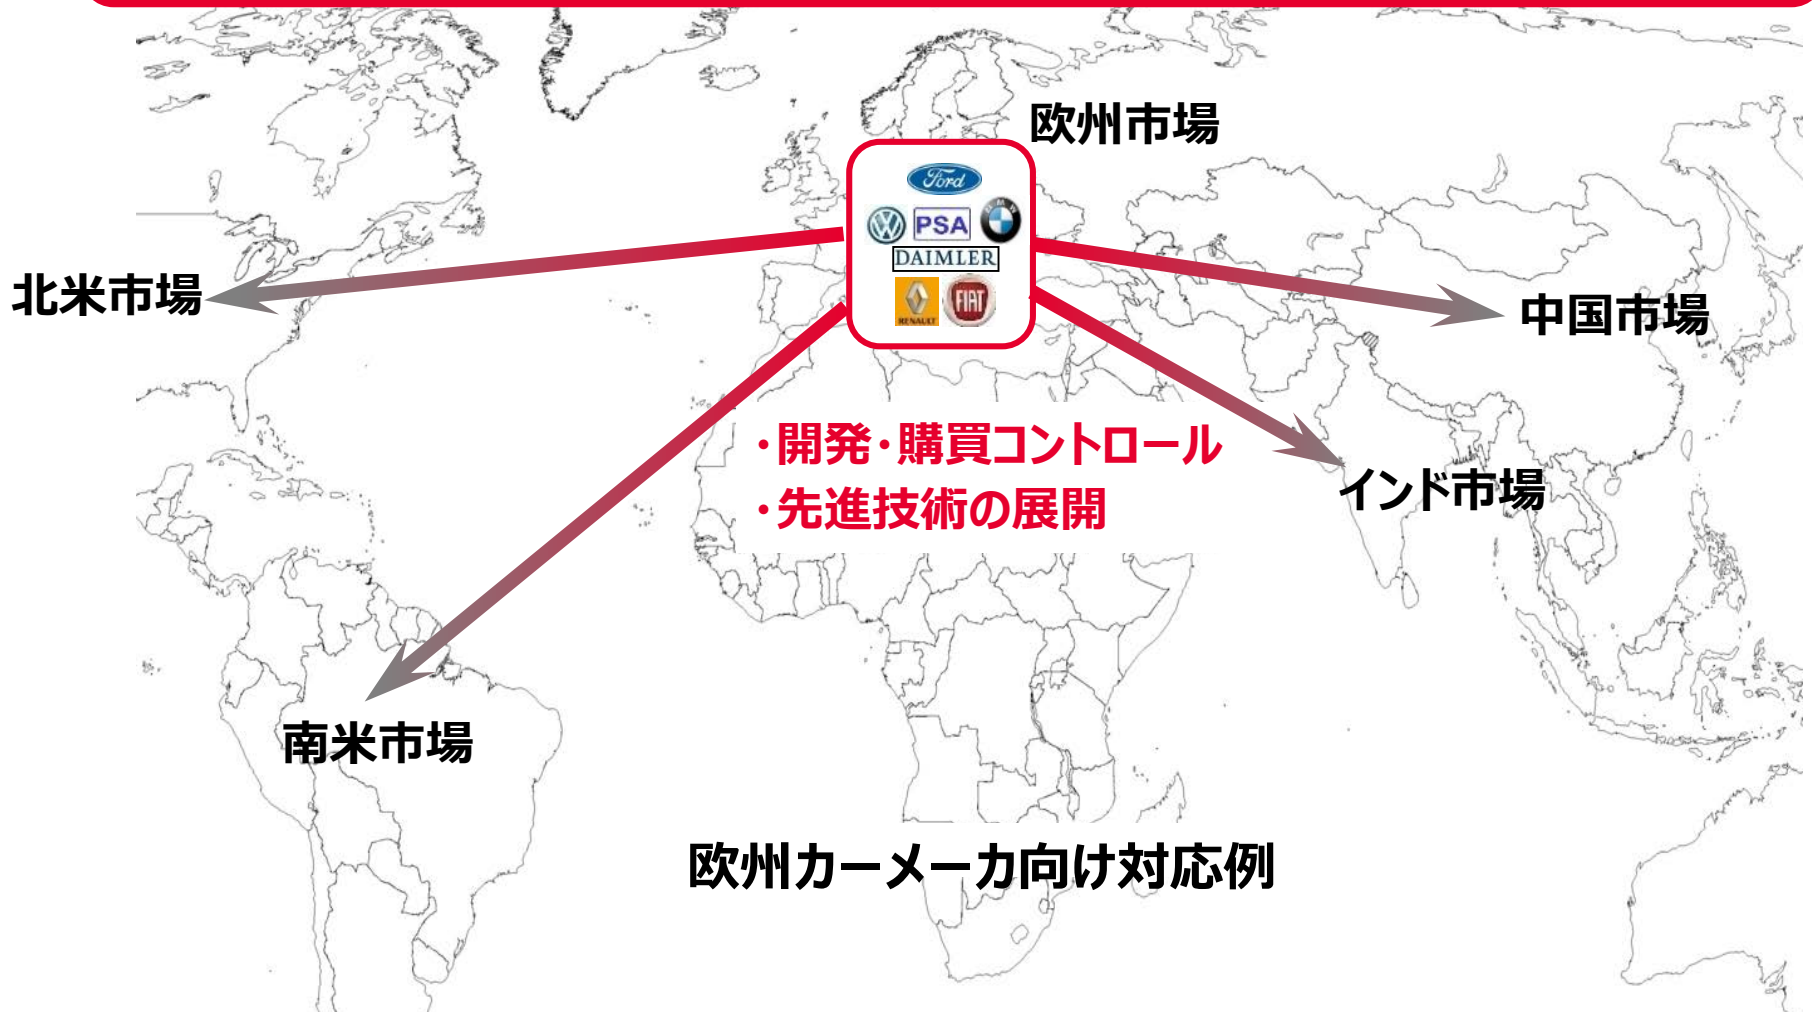 欧州市場
Ford
VW
PSA
BMW
DAIMLER
RENAULT
FIAT
北米市場
中国市場
・開発・購買コントロール
・先進技術の展開
インド市場
南米市場
欧州カーメーカ向け対応例